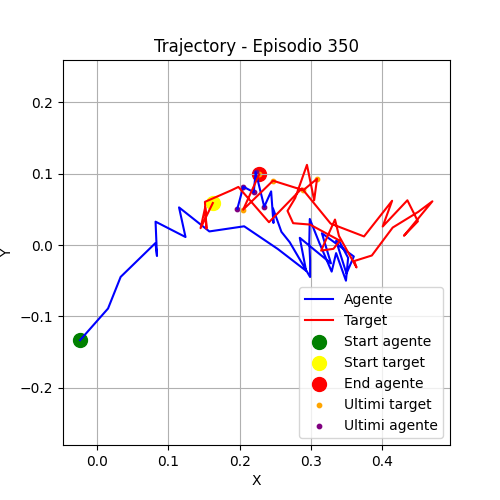 Trajectory - Episodio 350
0.2
0.1
0.0
−0.1
−0.2
Y
0.0 0.1 0.2 0.3 0.4
X
Agente
Target
Start agente
Start target
End agente
Ultimi target
Ultimi agente